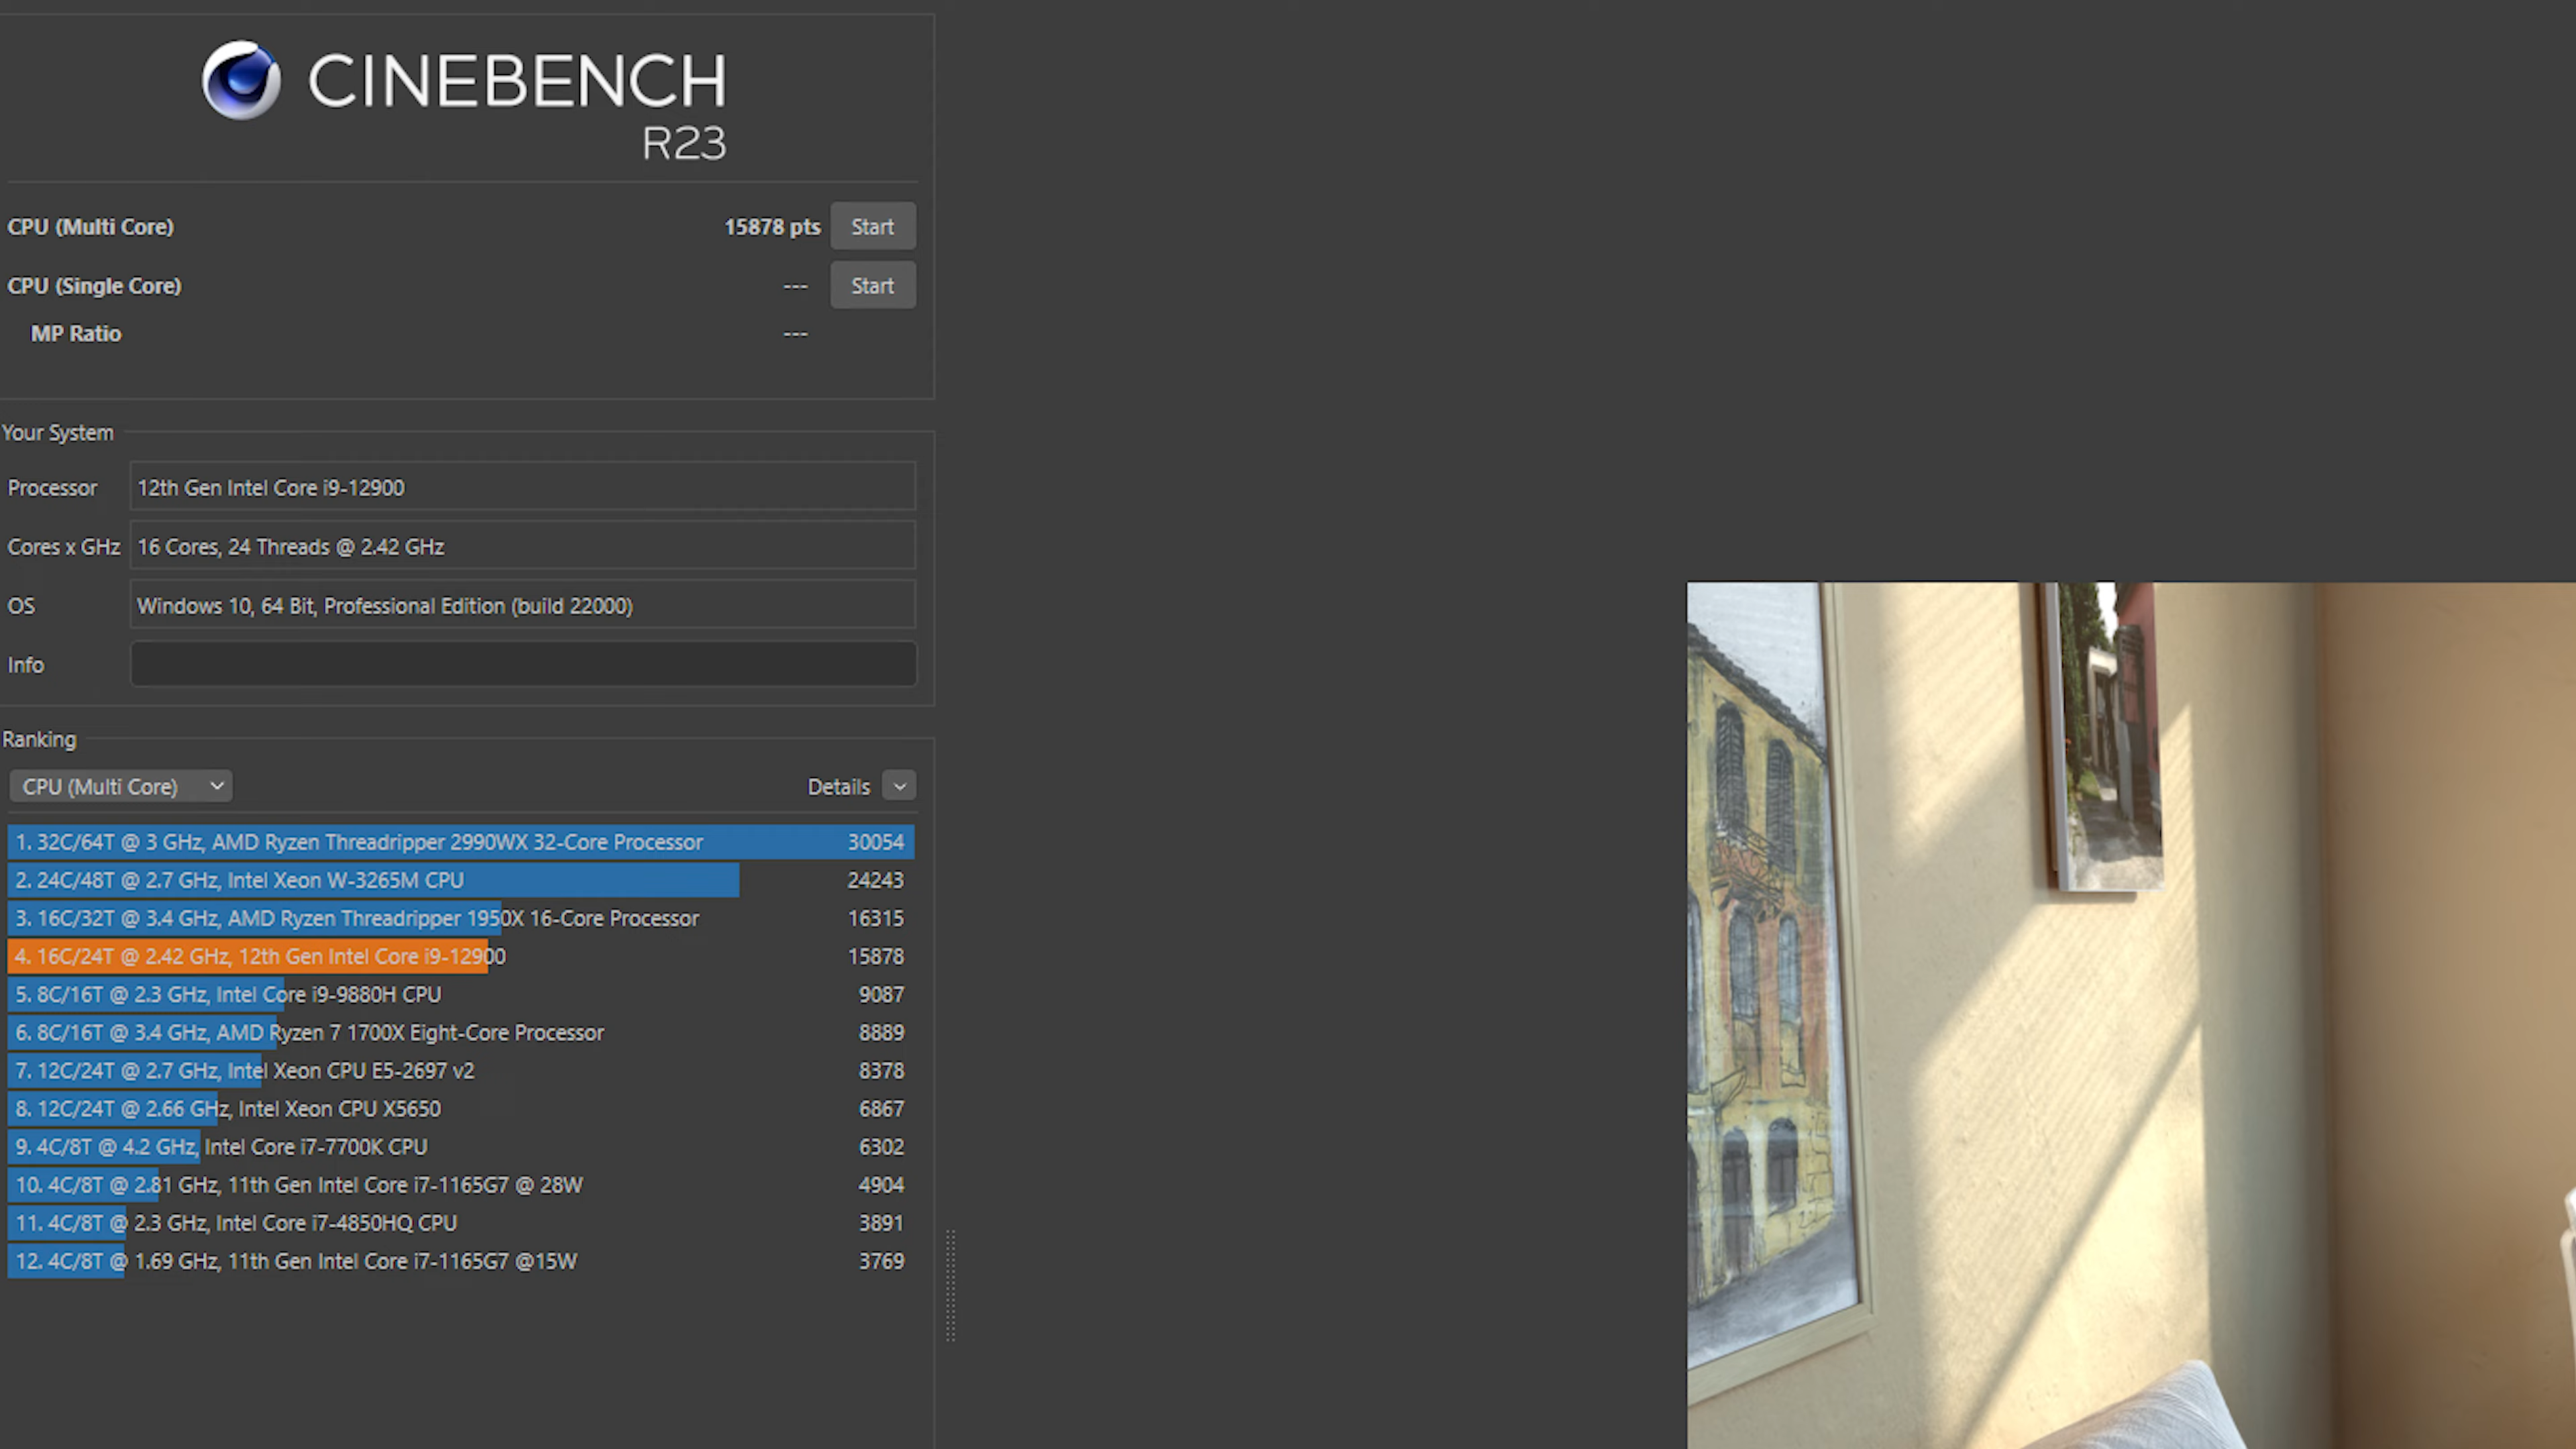 CINEBENCH
R23
CPU (Multi Core) 15878 pts Start
CPU (Single Core) --- Start
MP Ratio ---
Your System
Processor 12th Gen Intel Core i9-12900
Cores x GHz 16 Cores, 24 Threads @ 2.42 GHz
OS Windows 10, 64 Bit, Professional Edition (build 22000)
Info
Ranking
CPU (Multi Core) Details
1. 32C/64T @ 3 GHz, AMD Ryzen Threadripper 2990WX 32-Core Processor 30054
2. 24C/48T @ 2.7 GHz, Intel Xeon W-3265M CPU 24243
3. 16C/32T @ 3.4 GHz, AMD Ryzen Threadripper 1950X 16-Core Processor 16315
4. 16C/24T @ 2.42 GHz, 12th Gen Intel Core i9-12900 15878
5. 8C/16T @ 2.3 GHz, Intel Core i9-9880H CPU 9087
6. 8C/16T @ 3.4 GHz, AMD Ryzen 7 1700X Eight-Core Processor 8889
7. 12C/24T @ 2.7 GHz, Intel Xeon CPU E5-2697 v2 8378
8. 12C/24T @ 2.66 GHz, Intel Xeon CPU X5650 6867
9. 4C/8T @ 4.2 GHz, Intel Core i7-7700K CPU 6302
10. 4C/8T @ 2.81 GHz, 11th Gen Intel Core i7-1165G7 @ 28W 4904
11. 4C/8T @ 2.3 GHz, Intel Core i7-4850HQ CPU 3891
12. 4C/8T @ 1.69 GHz, 11th Gen Intel Core i7-1165G7 @15W 3769